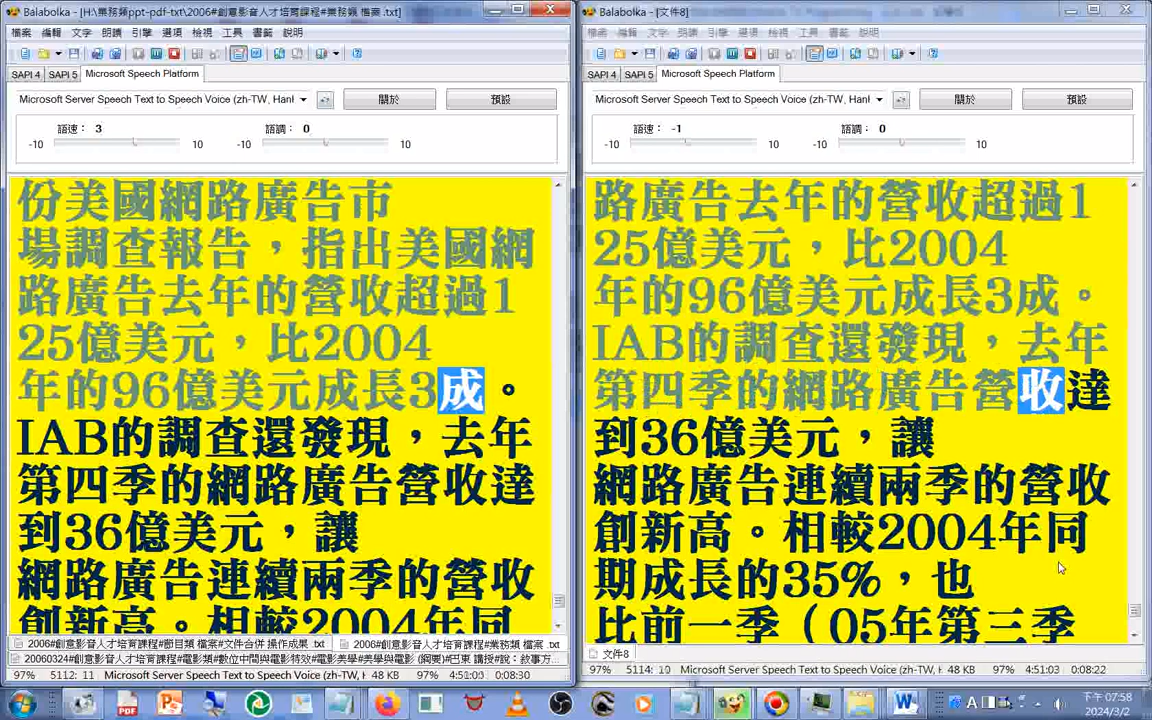 Balabolka - [H:\業務類ppt-pdf-txt\2006#創意影音人才培育課程#業務類 檔案 .txt]
檔案 編輯 文字 朗讀 引擎 選項 檢視 工具 書籤 說明
SAPI 4 SAPI 5 Microsoft Speech Platform
Microsoft Server Speech Text to Speech Voice (zh-TW, Han
關於
預設
語速： 3
語調： 0
-10 10 -10 10
份美國網路廣告市
場調查報告，指出美國網
路廣告去年的營收超過1
25億美元，比2004
年的96億美元成長3成。
IAB的調查還發現，去年
第四季的網路廣告營收達
到36億美元，讓
網路廣告連續兩季的營收
創新高。相較2004年同
2006#創意影音人才培育課程#節目類 檔案#文件合併 操作成果 .txt
2006#創意影音人才培育課程#業務類 檔案 .txt
20060324#創意影音人才培育課程#電影類#數位中間與電影特效#電影美學#美學與電影 (綱要)#巴東 講授#說：敘事方...
97% 5112: 11 Microsoft Server Speech Text to Speech Voice (zh-TW, H 48 KB 4:51:03 0:08:30
Balabolka - [文件8]
檔案 編輯 文字 朗讀 引擎 選項 檢視 工具 書籤 說明
SAPI 4 SAPI 5 Microsoft Speech Platform
Microsoft Server Speech Text to Speech Voice (zh-TW, Han
關於
預設
語速： -1
語調： 0
-10 10 -10 10
路廣告去年的營收超過1
25億美元，比2004
年的96億美元成長3成。
IAB的調查還發現，去年
第四季的網路廣告營收達
到36億美元，讓
網路廣告連續兩季的營收
創新高。相較2004年同
期成長的35%，也
比前一季（05年第三季
文件8
97% 5114: 10 Microsoft Server Speech Text to Speech Voice (zh-TW, H 48 KB 4:51:03 0:08:22
下午 07:58
2024/3/2